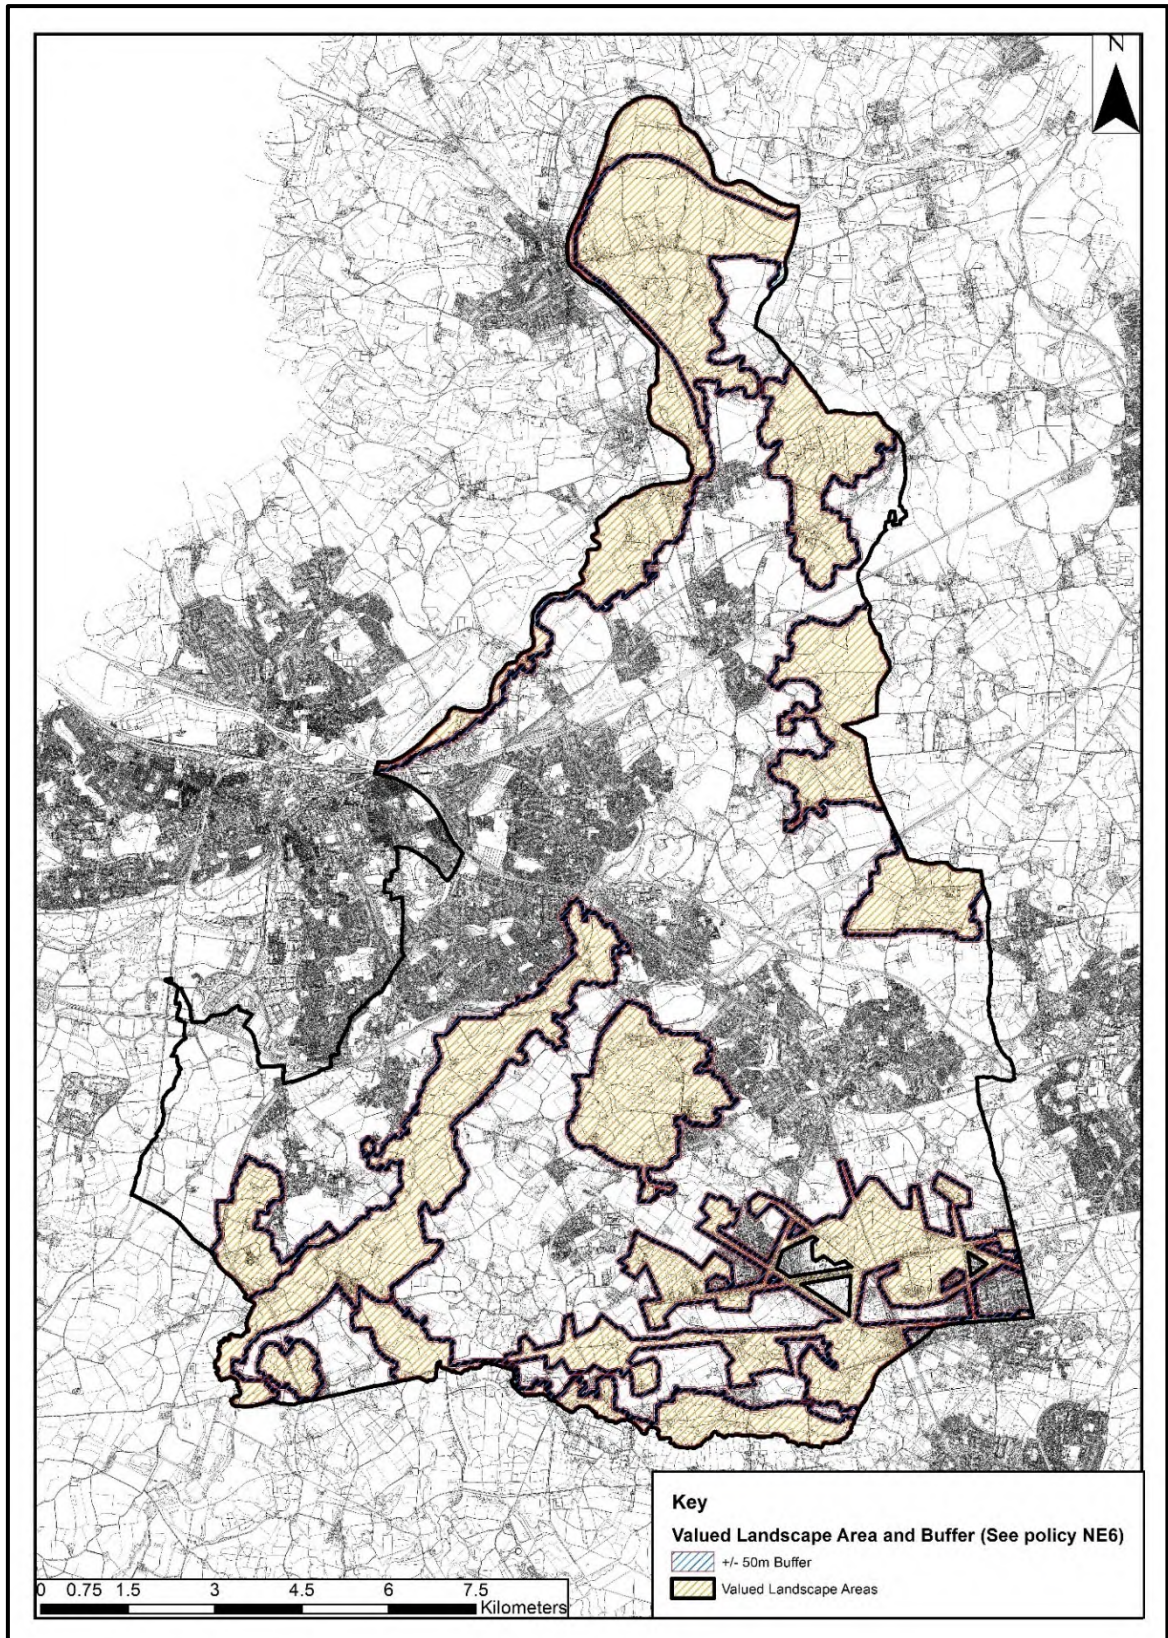 N
Key
Valued Landscape Area and Buffer (See policy NE6)
+/- 50m Buffer
Valued Landscape Areas
0 0.75 1.5 3 4.5 6 7.5
Kilometers